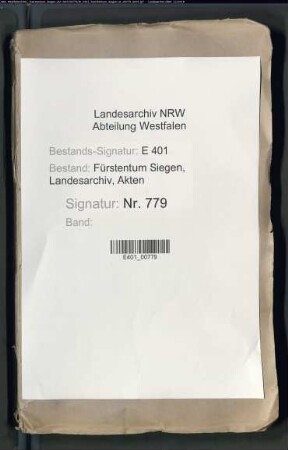 Landesarchiv NRW
Abteilung Westfalen
Bestands-Signatur: E 401
Bestand: Fürstentum Siegen,
Landesarchiv, Akten
Signatur: Nr. 779
Band:
E401_00779